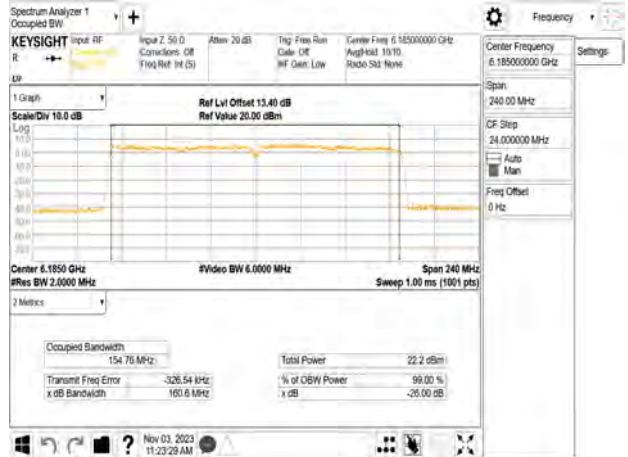 Spectrum Analyzer 1
Occupied BW
Frequency
KEYSIGHT Input: RF
R
Input Z: 50 Ω
Corrections: Off
Freq Ref: Int (S)
Atten: 20 dB
Trig: Free Run
Gate: Off
#IF Gain: Low
Center Freq: 6.185000000 GHz
Avg|Hold: 10/10
Radio Std: None
Center Frequency
6.185000000 GHz
Settings
Span
240.00 MHz
CF Step
24.000000 MHz
Auto
Man
Freq Offset
0 Hz
1 Graph
Scale/Div 10.0 dB
Ref Lvl Offset 13.40 dB
Ref Value 20.00 dBm
Log
10.0
0.00
Center 6.1850 GHz
#Res BW 2.0000 MHz
#Video BW 6.0000 MHz
Span 240 MHz
Sweep 1.00 ms (1001 pts)
2 Metrics
Occupied Bandwidth
154.76 MHz
Total Power 22.2 dBm
Transmit Freq Error -326.54 kHz
% of OBW Power 99.00 %
x dB Bandwidth 160.6 MHz
x dB -26.00 dB
Nov 03, 2023
11:23:29 AM